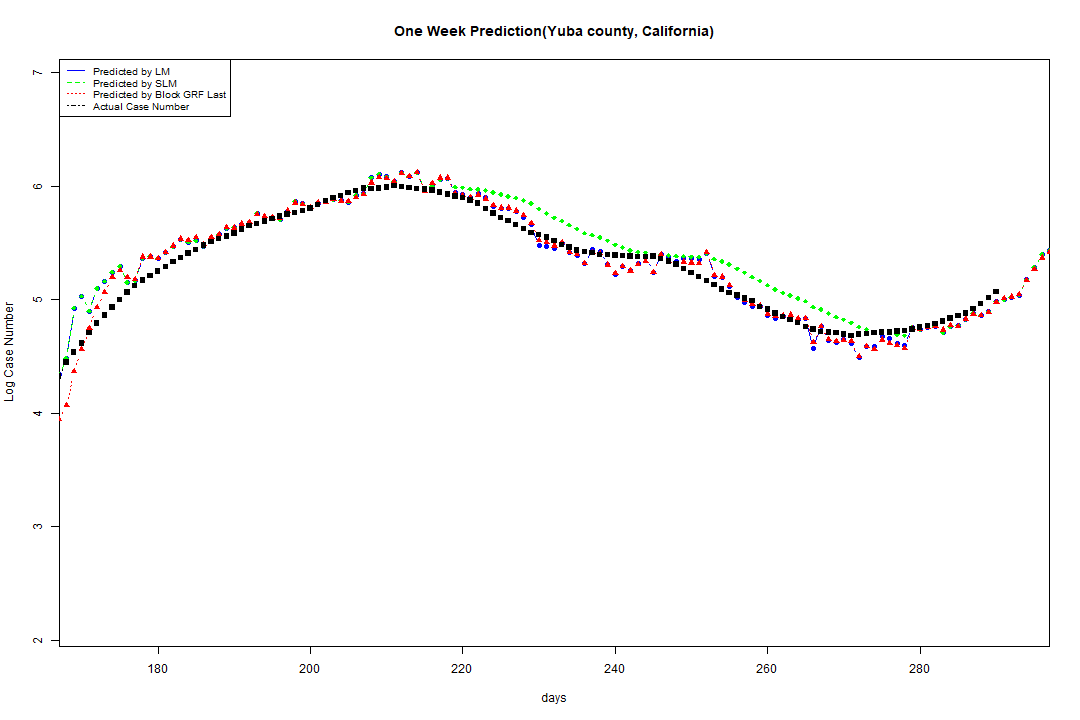 One Week Prediction(Yuba county, California)
Predicted by LM
Predicted by SLM
Predicted by Block GRF Last
Actual Case Number
7
6
5
4
3
2
Log Case Number
180 200 220 240 260 280
days